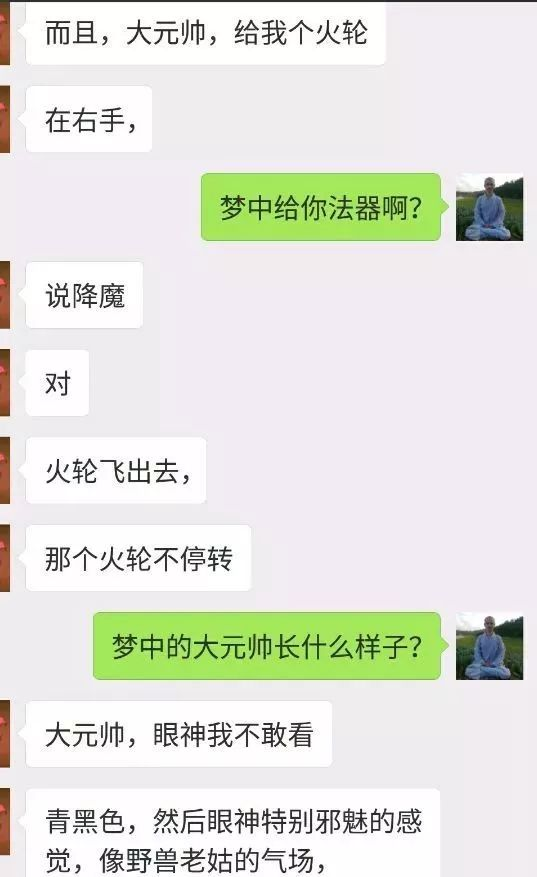 而且，大元帅，给我个火轮
在右手，
梦中给你法器啊？
说降魔
对
火轮飞出去，
那个火轮不停转
梦中的大元帅长什么样子？
大元帅，眼神我不敢看
青黑色，然后眼神特别邪魅的感
觉，像野兽老姑的气场，